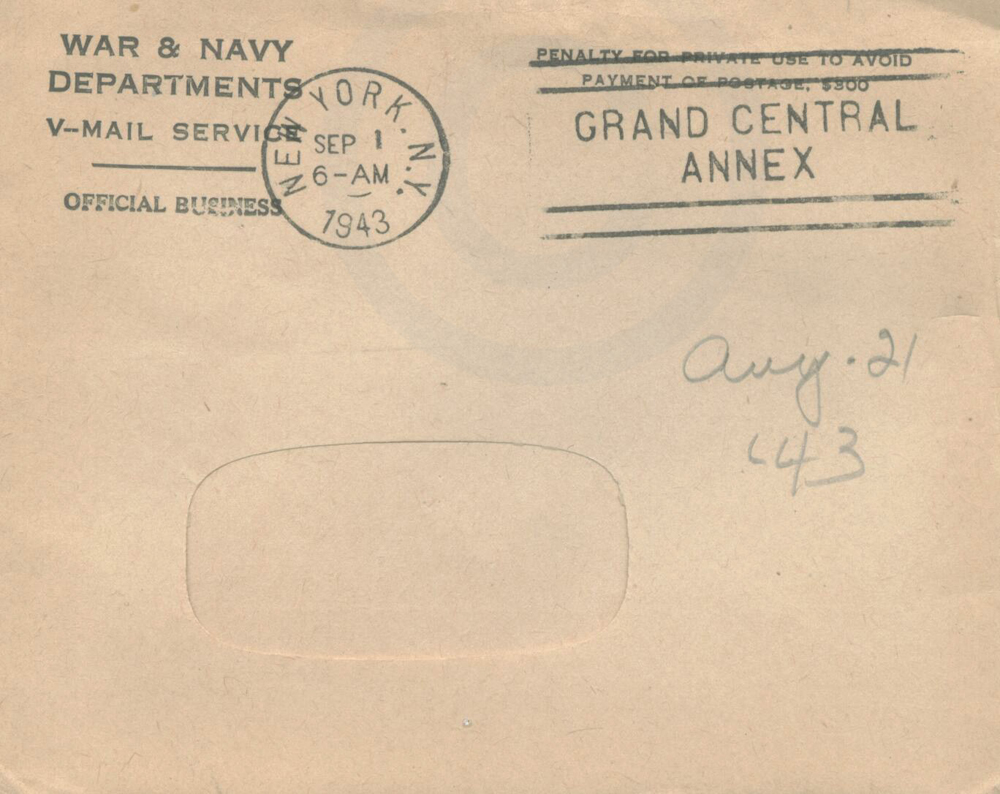 WAR & NAVY
DEPARTMENTS
V--MAIL SERVICE
OFFICIAL BUSINESS
NEW YORK. N.Y.
SEP 1
6-AM
1943
PENALTY FOR PRIVATE USE TO AVOID
PAYMENT OF POSTAGE, $300
GRAND CENTRAL
ANNEX
Aug. 21
'43